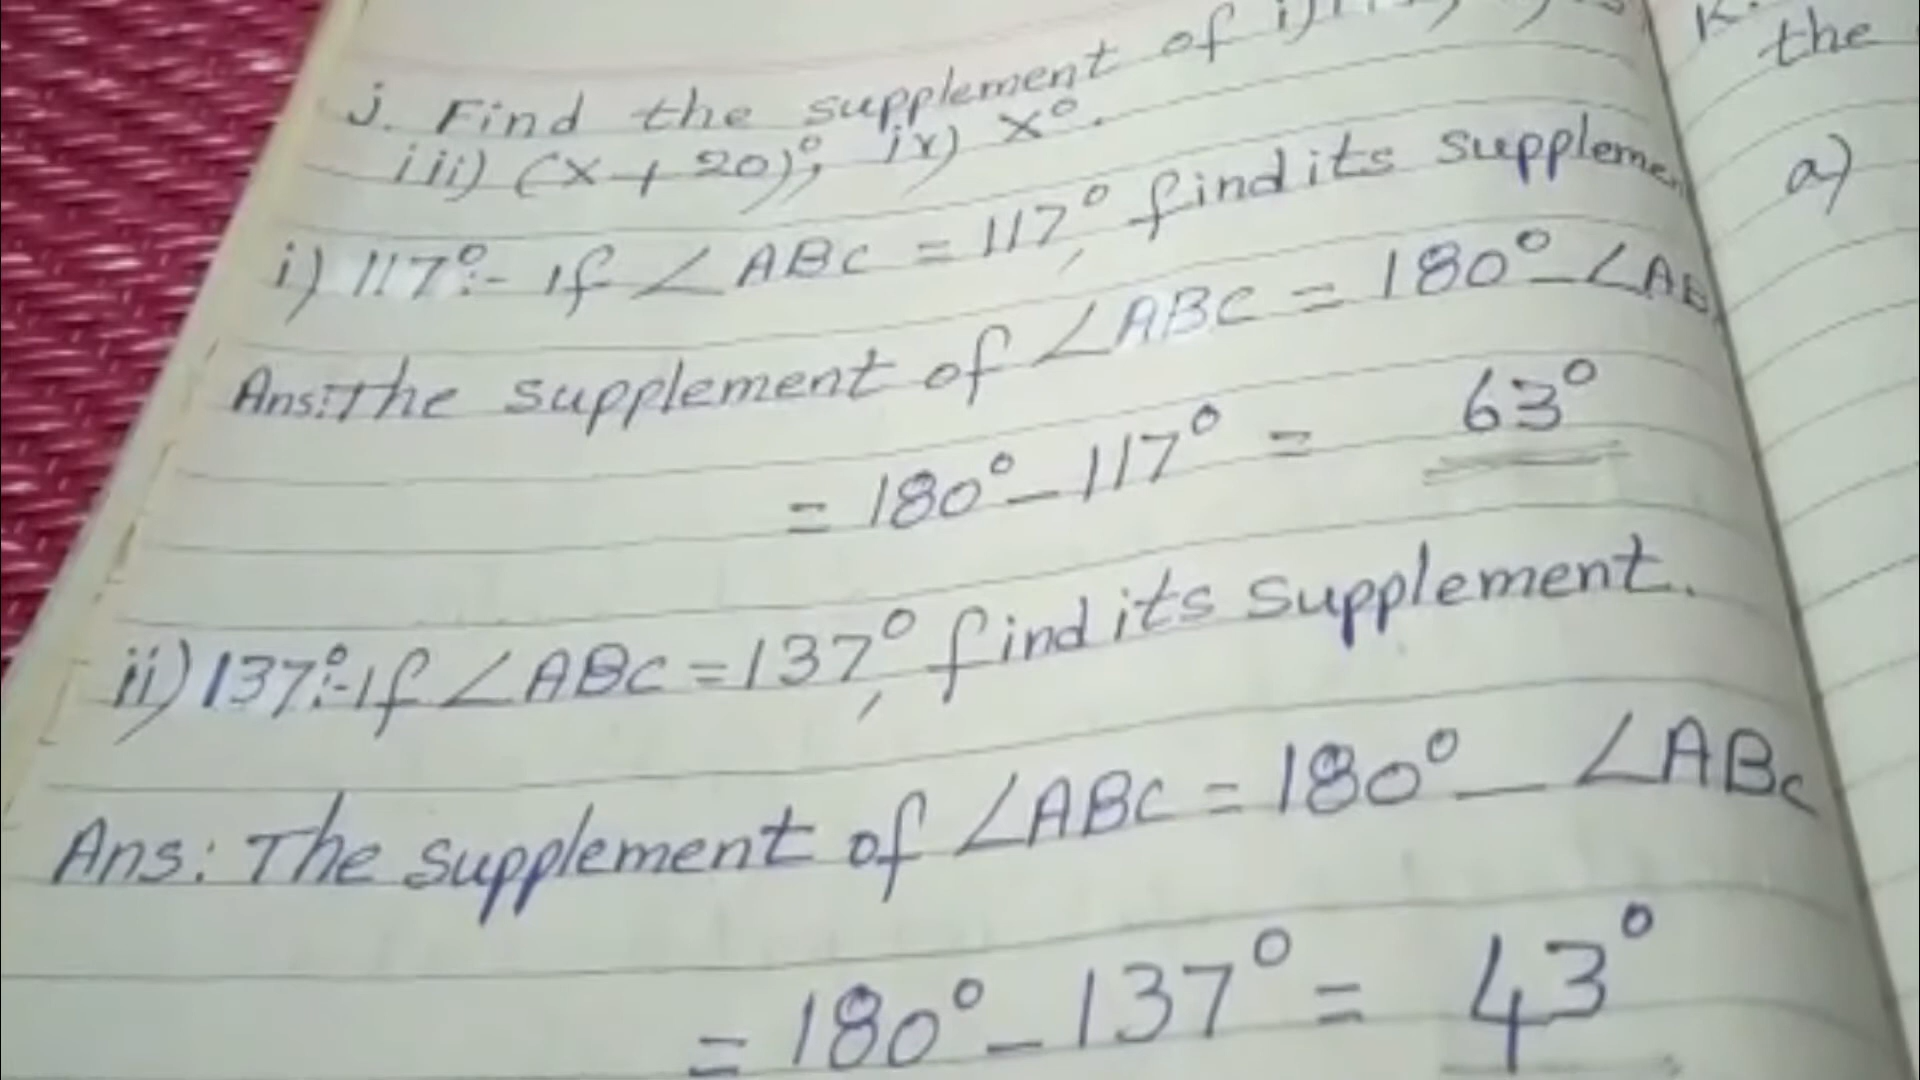 j. Find the supplement of i)
iii) (x + 20)°; iv) x°.
i) 117°:- If ∠ABC = 117°, find its
Ans: The supplement of ∠ABC = 180° - ∠AB
= 180° - 117° = 63°
ii) 137°:- If ∠ABC = 137°, find its supplement.
Ans: The supplement of ∠ABC = 180° - ∠ABC
= 180° - 137° = 43°
K.
the
a)